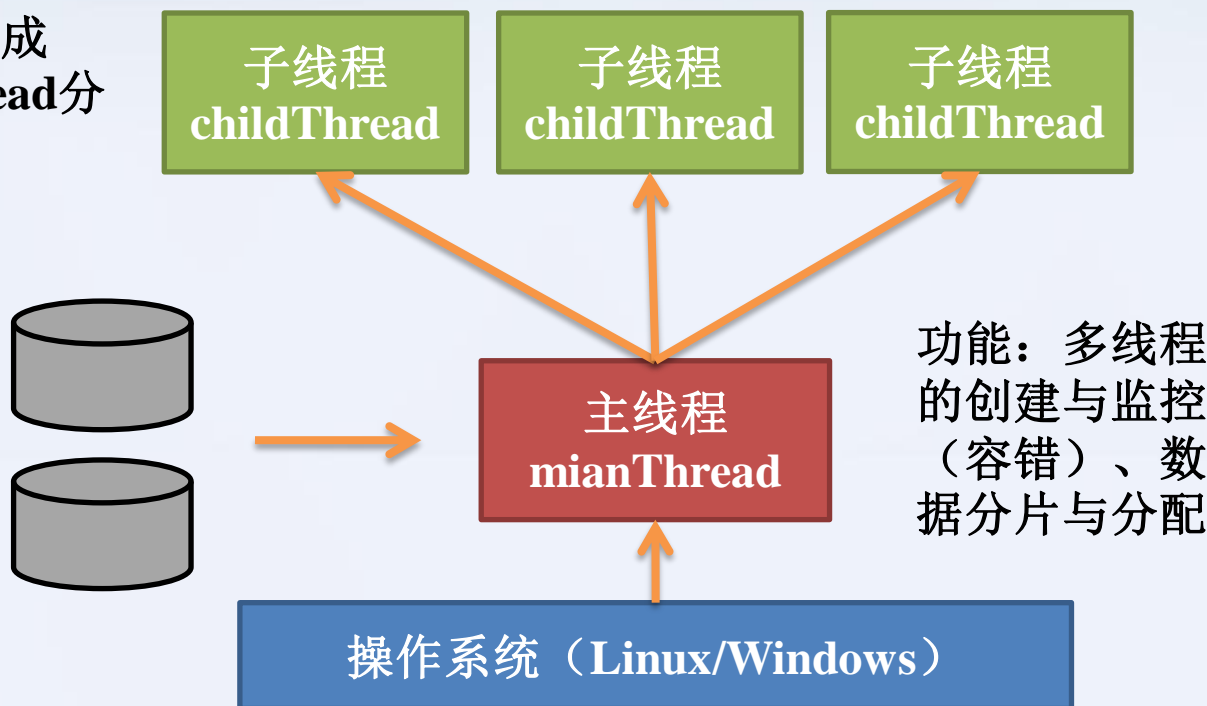 成
ead分
子线程
childThread
子线程
childThread
子线程
childThread
主线程
mianThread
功能：多线程
的创建与监控
（容错）、数
据分片与分配
操作系统（Linux/Windows）